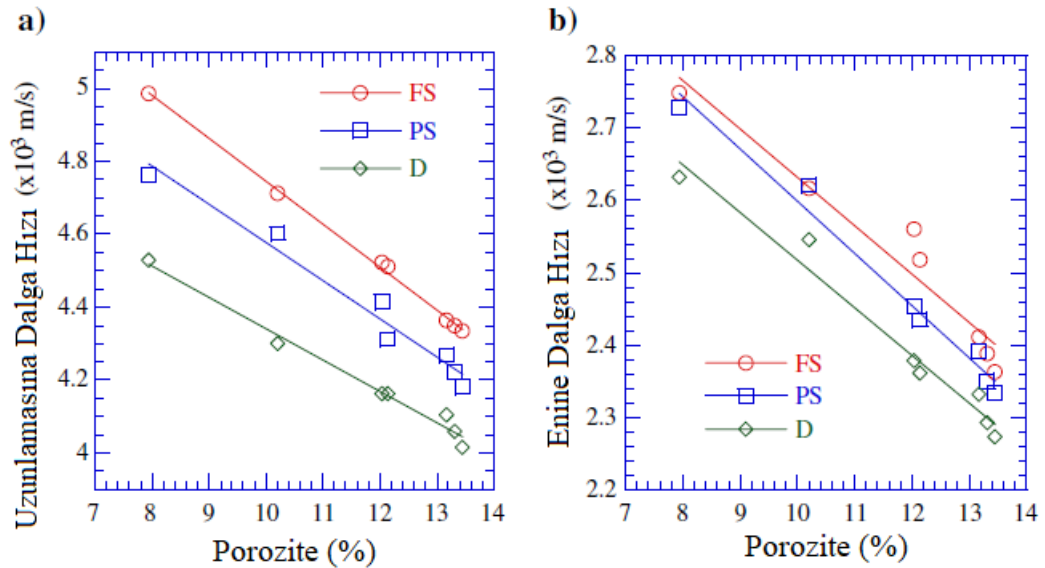 a)
Uzunlamasına Dalga Hızı (x10³ m/s)
5
4.8
4.6
4.4
4.2
4
FS
PS
D
7 8 9 10 11 12 13 14
Porozite (%)
b)
Enine Dalga Hızı (x10³ m/s)
2.8
2.7
2.6
2.5
2.4
2.3
2.2
FS
PS
D
7 8 9 10 11 12 13 14
Porozite (%)